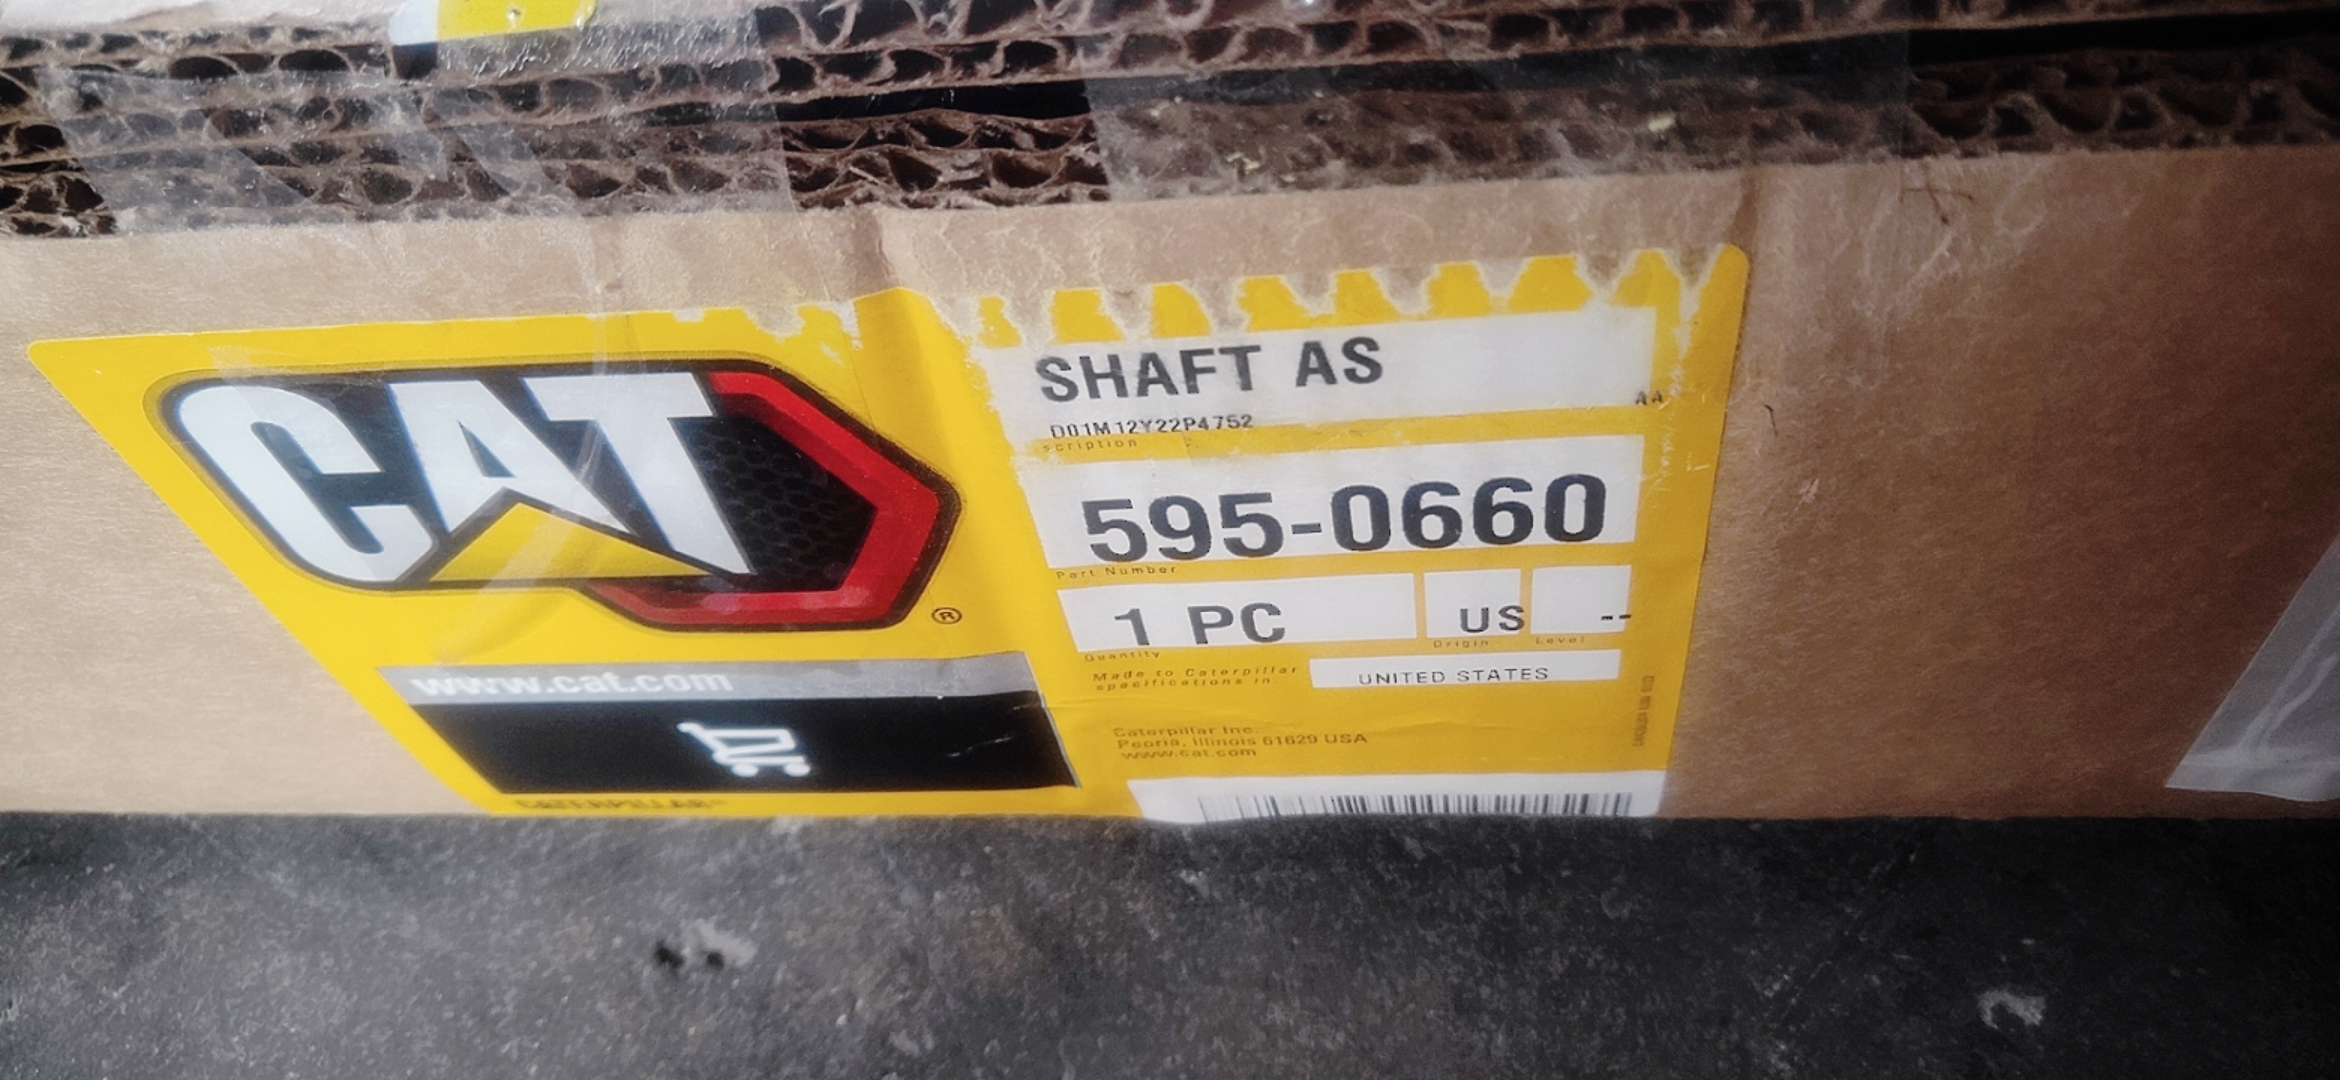 CAT
®
www.cat.com
SHAFT AS
AA
D01M12Y22P4752
scription
595-0660
Part Number
1 PC
US
--
Quantity
Origin
Level
Made to Caterpillar
specifications in:
UNITED STATES
Caterpillar Inc.
Peoria, Illinois 61629 USA
www.cat.com